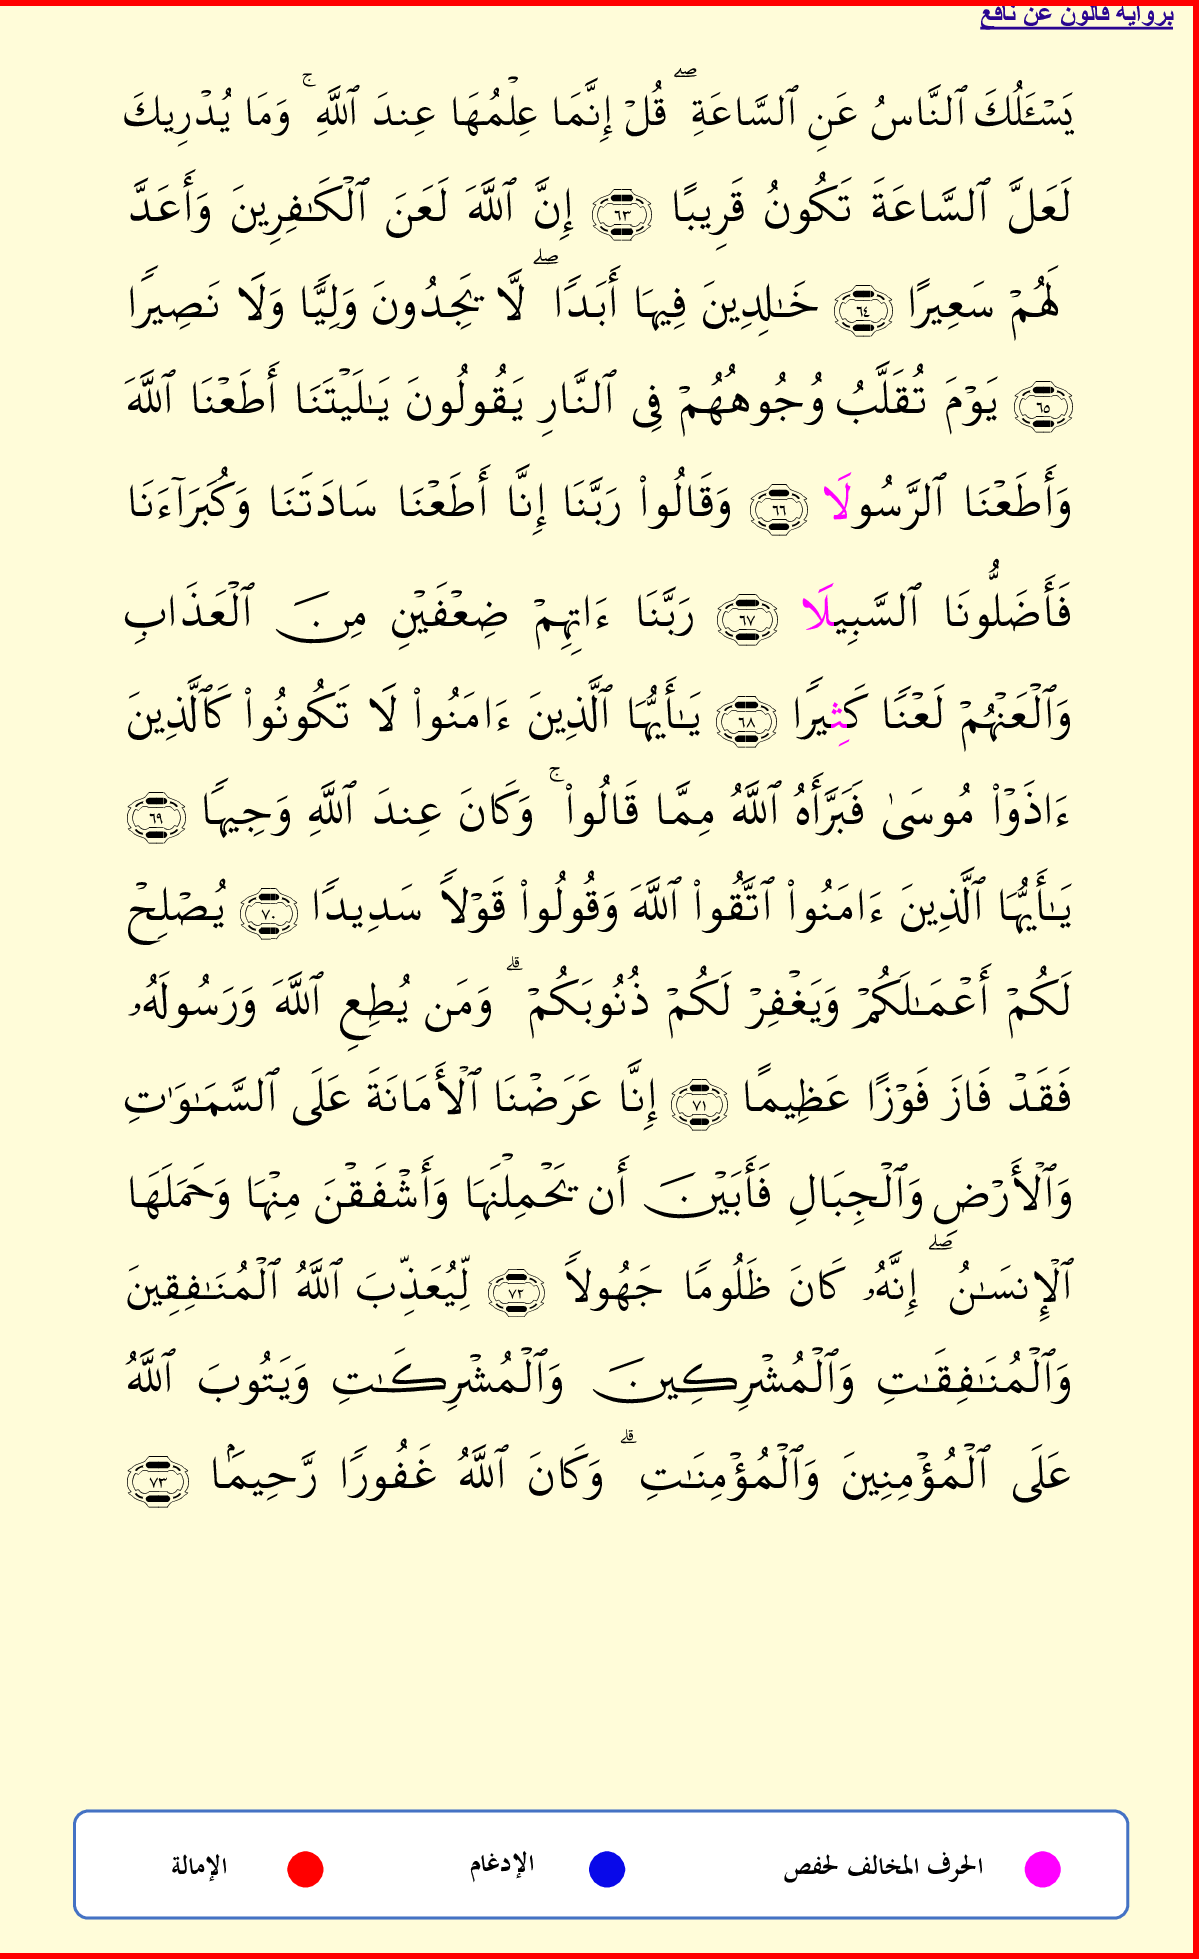 برواية قالون عن نافع
يَسْـَٔلُكَ ٱلنَّاسُ عَنِ ٱلسَّاعَةِ ۖ قُلْ إِنَّمَا عِلْمُهَا عِندَ ٱللَّهِ ۚ وَمَا يُدْرِيكَ
لَعَلَّ ٱلسَّاعَةَ تَكُونُ قَرِيبًا ٦٣ إِنَّ ٱللَّهَ لَعَنَ ٱلْكَـٰفِرِينَ وَأَعَدَّ
لَهُمْ سَعِيرًا ٦٤ خَـٰلِدِينَ فِيهَا أَبَدًا ۖ لَّا يَجِدُونَ وَلِيًّا وَلَا نَصِيرًا
٦٥ يَوْمَ تُقَلَّبُ وُجُوهُهُمْ فِى ٱلنَّارِ يَقُولُونَ يَـٰلَيْتَنَا أَطَعْنَا ٱللَّهَ
وَأَطَعْنَا ٱلرَّسُولَا ٦٦ وَقَالُوا۟ رَبَّنَا إِنَّا أَطَعْنَا سَادَتَنَا وَكُبَرَآءَنَا
فَأَضَلُّونَا ٱلسَّبِيلَا ٦٧ رَبَّنَا ءَاتِهِمْ ضِعْفَيْنِ مِنَ ٱلْعَذَابِ
وَٱلْعَنْهُمْ لَعْنًا كَثِيرًا ٦٨ يَـٰأَيُّهَا ٱلَّذِينَ ءَامَنُوا۟ لَا تَكُونُوا۟ كَٱلَّذِينَ
ءَاذَوْا۟ مُوسَىٰ فَبَرَّأَهُ ٱللَّهُ مِمَّا قَالُوا۟ ۚ وَكَانَ عِندَ ٱللَّهِ وَجِيهًا ٦٩
يَـٰأَيُّهَا ٱلَّذِينَ ءَامَنُوا۟ ٱتَّقُوا۟ ٱللَّهَ وَقُولُوا۟ قَوْلًا سَدِيدًا ٧٠ يُصْلِحْ
لَكُمْ أَعْمَـٰلَكُمْ وَيَغْفِرْ لَكُمْ ذُنُوبَكُمْ ۗ وَمَن يُطِعِ ٱللَّهَ وَرَسُولَهُۥ
فَقَدْ فَازَ فَوْزًا عَظِيمًا ٧١ إِنَّا عَرَضْنَا ٱلْأَمَانَةَ عَلَى ٱلسَّمَـٰوَٰتِ
وَٱلْأَرْضِ وَٱلْجِبَالِ فَأَبَيْنَ أَن يَحْمِلْنَهَا وَأَشْفَقْنَ مِنْهَا وَحَمَلَهَا
ٱلْإِنسَـٰنُ ۖ إِنَّهُۥ كَانَ ظَلُومًا جَهُولًا ٧٢ لِّيُعَذِّبَ ٱللَّهُ ٱلْمُنَـٰفِقِينَ
وَٱلْمُنَـٰفِقَـٰتِ وَٱلْمُشْرِكِينَ وَٱلْمُشْرِكَـٰتِ وَيَتُوبَ ٱللَّهُ
عَلَى ٱلْمُؤْمِنِينَ وَٱلْمُؤْمِنَـٰتِ ۗ وَكَانَ ٱللَّهُ غَفُورًا رَّحِيمًۢا ٧٣
الحرف المخالف لحفص الإدغام الإمالة